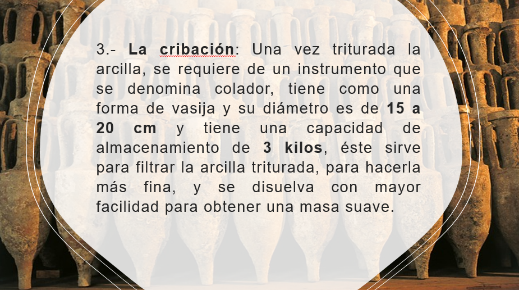 3.- La cribación: Una vez triturada la
arcilla, se requiere de un instrumento que
se denomina colador, tiene como una
forma de vasija y su diámetro es de 15 a
20 cm y tiene una capacidad de
almacenamiento de 3 kilos, éste sirve
para filtrar la arcilla triturada, para hacerla
más fina, y se disuelva con mayor
facilidad para obtener una masa suave.